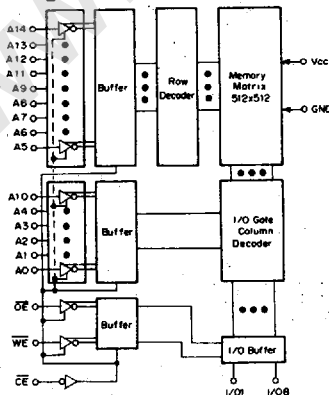 A14
A13
A12
A11
A9
A8
A7
A6
A5
Buffer
Row
Decoder
Memory
Matrix
512x512
Vcc
GND
A10
A4
A3
A2
A1
A0
Buffer
I/O Gate
Column
Decoder
OE
WE
CE
Buffer
I/O Buffer
I/O1
I/O8